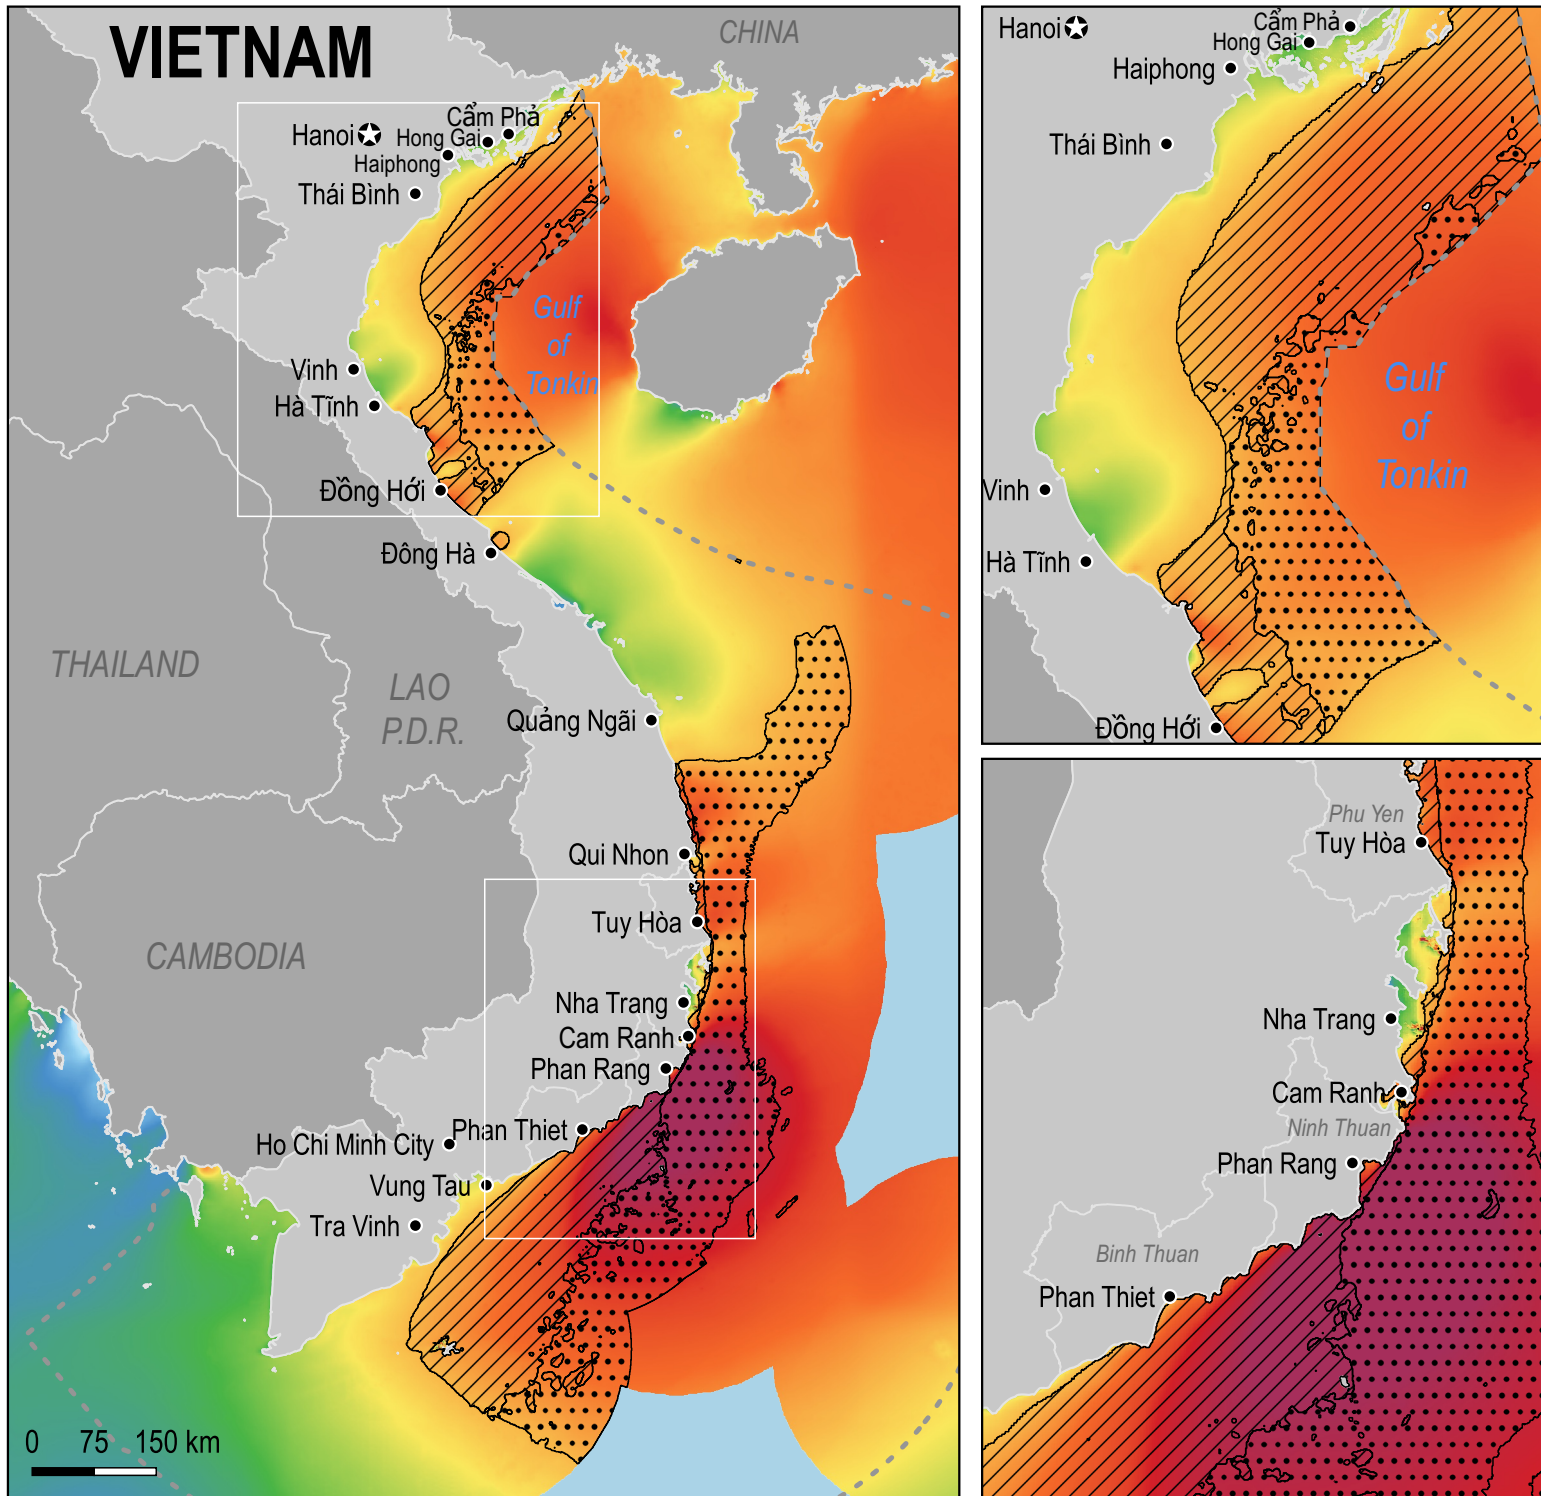 VIETNAM
CHINA
Hanoi
Cẩm Phả
Hong Gai
Haiphong
Thái Bình
Gulf
of
Tonkin
Vinh
Hà Tĩnh
Đồng Hới
Đông Hà
THAILAND
LAO
P.D.R.
Quảng Ngãi
Qui Nhon
Tuy Hòa
CAMBODIA
Nha Trang
Cam Ranh
Phan Rang
Phan Thiet
Ho Chi Minh City
Vung Tau
Tra Vinh
0 75 150 km
Hanoi
Cẩm Phả
Hong Gai
Haiphong
Thái Bình
Gulf
of
Tonkin
Vinh
Hà Tĩnh
Đồng Hới
Phu Yen
Tuy Hòa
Nha Trang
Cam Ranh
Ninh Thuan
Phan Rang
Binh Thuan
Phan Thiet